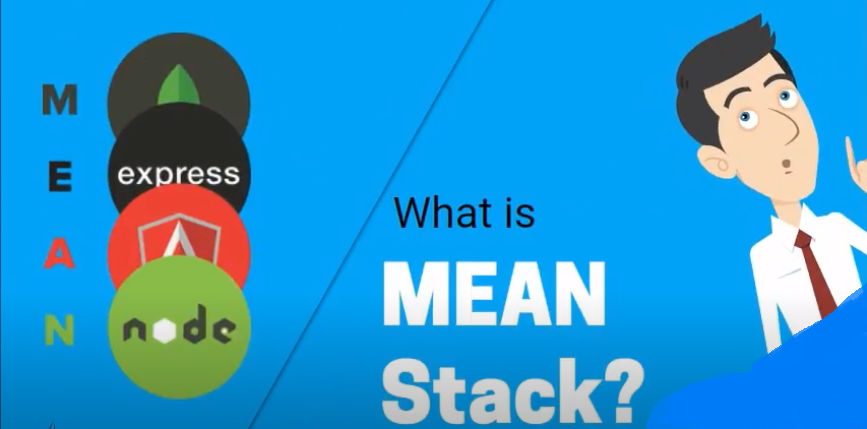 M
E
A
N
express
node
What is
MEAN
Stack?